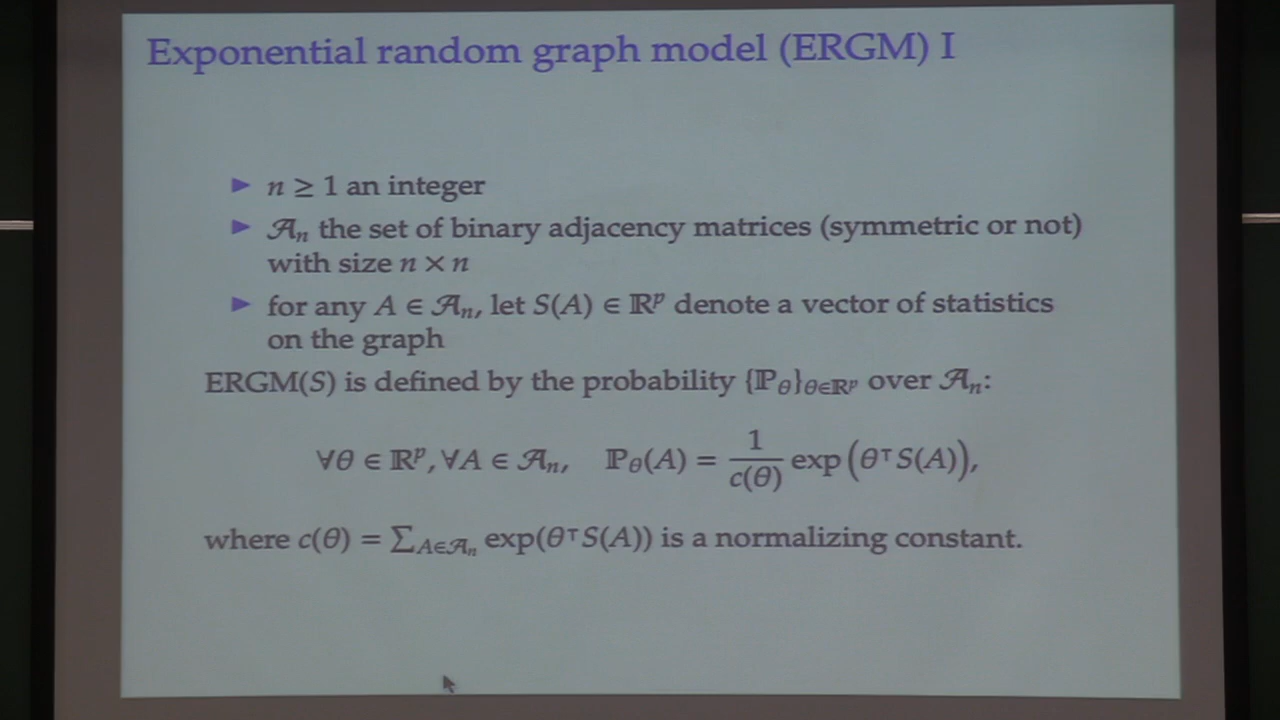 Exponential random graph model (ERGM) I
▶ n ≥ 1 an integer
▶ 𝒜ₙ the set of binary adjacency matrices (symmetric or not)
with size n × n
▶ for any A ∈ 𝒜ₙ, let S(A) ∈ ℝᵖ denote a vector of statistics
on the graph
ERGM(S) is defined by the probability {ℙ_θ}_{θ∈ℝᵖ} over 𝒜ₙ:
∀θ ∈ ℝᵖ, ∀A ∈ 𝒜ₙ, ℙ_θ(A) = 1/c(θ) exp(θ⊤S(A)),
where c(θ) = ∑_{A∈𝒜ₙ} exp(θ⊤S(A)) is a normalizing constant.